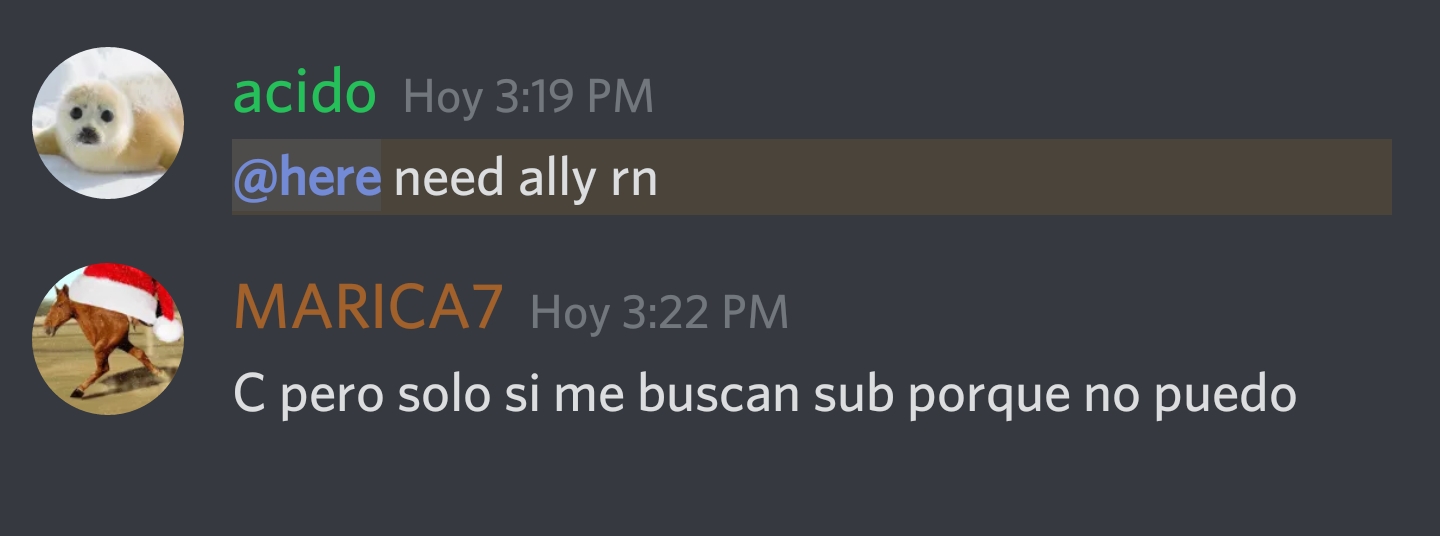 acido Hoy 3:19 PM
@here need ally rn
MARICA7 Hoy 3:22 PM
C pero solo si me buscan sub porque no puedo